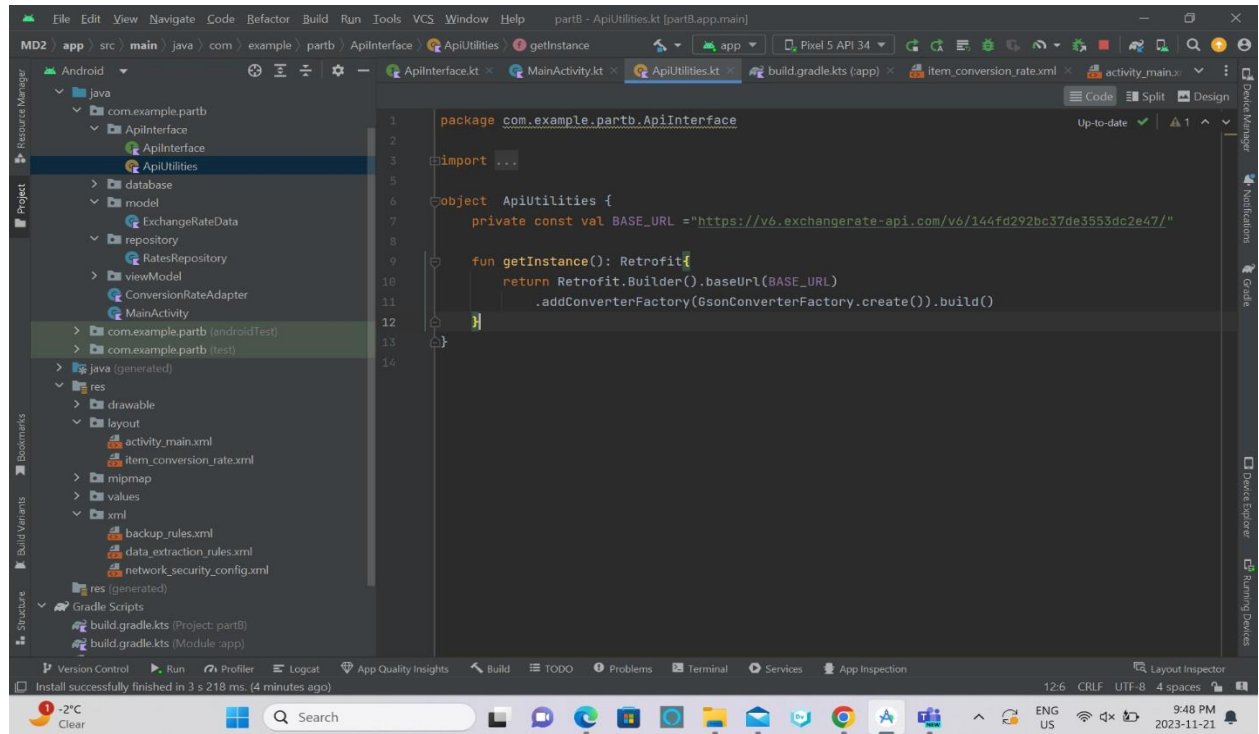 File Edit View Navigate Code Refactor Build Run Tools VCS Window Help partB - ApiUtilities.kt [partB.app.main]
MD2 app src main java com example partb ApiInterface ApiUtilities getInstance app Pixel 5 API 34
Android
ApiInterface.kt MainActivity.kt ApiUtilities.kt build.gradle.kts (:app) item_conversion_rate.xml activity_main.x
Code Split Design
Up-to-date 1
Resource Manager
Project
Bookmarks
Build Variants
Structure
java
com.example.partb
ApiInterface
ApiInterface
ApiUtilities
database
model
ExchangeRateData
repository
RatesRepository
viewModel
ConversionRateAdapter
MainActivity
com.example.partb (androidTest)
com.example.partb (test)
java (generated)
res
drawable
layout
activity_main.xml
item_conversion_rate.xml
mipmap
values
xml
backup_rules.xml
data_extraction_rules.xml
network_security_config.xml
res (generated)
Gradle Scripts
build.gradle.kts (Project: partB)
build.gradle.kts (Module :app)
1 package com.example.partb.ApiInterface
2
3 import ...
5
6 object ApiUtilities {
7 private const val BASE_URL ="https://v6.exchangerate-api.com/v6/144fd292bc37de3553dc2e47/"
8
9 fun getInstance(): Retrofit{
10 return Retrofit.Builder().baseUrl(BASE_URL)
11 .addConverterFactory(GsonConverterFactory.create()).build()
12 }
13 }
14
Device Manager
Notifications
Gradle
Device Explorer
Running Devices
Version Control Run Profiler Logcat App Quality Insights Build TODO Problems Terminal Services App Inspection Layout Inspector
Install successfully finished in 3 s 218 ms. (4 minutes ago) 12:6 CRLF UTF-8 4 spaces
1 -2°C
Clear
Search
NEW
ENG
US
9:48 PM
2023-11-21